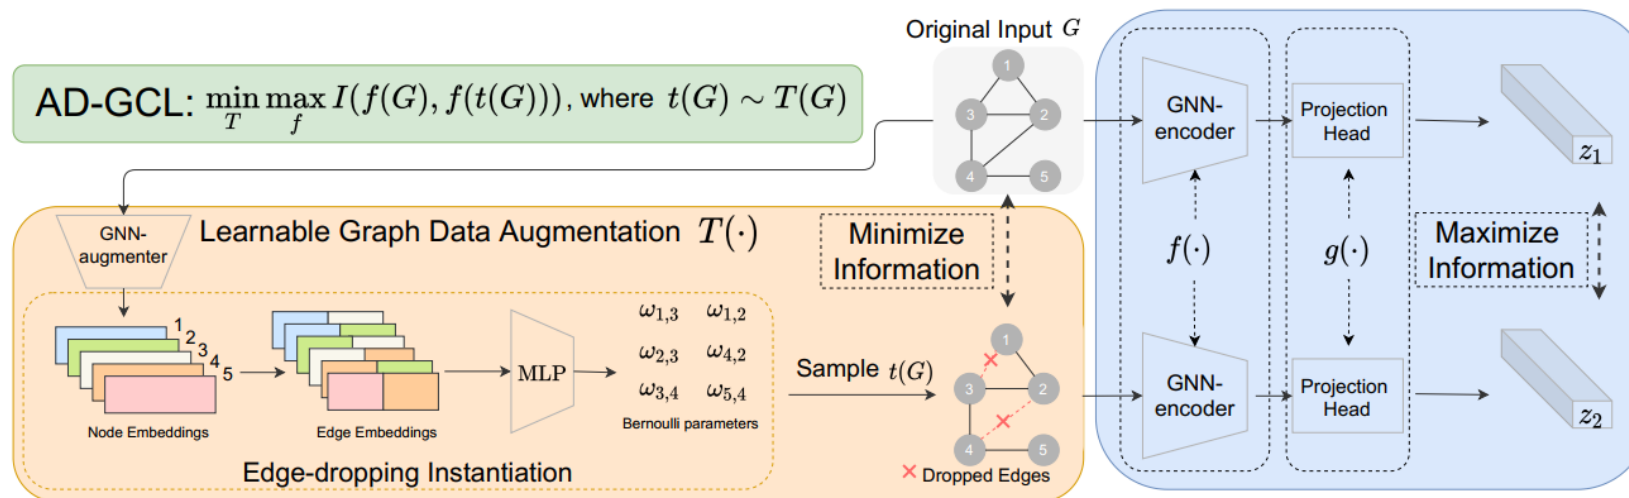 Original Input G
AD-GCL: min_T max_f I(f(G), f(t(G))), where t(G) ∼ T(G)
1
3
2
4
5
GNN-
encoder
Projection
Head
z₁
GNN-
augmenter
Learnable Graph Data Augmentation T(·)
Minimize
Information
f(·)
g(·)
Maximize
Information
1
2
3
4
5
Node Embeddings
Edge Embeddings
MLP
ω₁,₃ ω₁,₂
ω₂,₃ ω₄,₂
ω₃,₄ ω₅,₄
Bernoulli parameters
Edge-dropping Instantiation
Sample t(G)
1
3
2
4
5
Dropped Edges
GNN-
encoder
Projection
Head
z₂